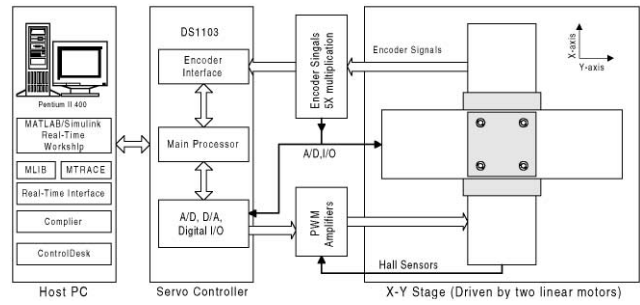 Pentium II 400
MATLAB/Simulink
Real-Time
Workship
MLIB
MTRACE
Real-Time Interface
Complier
ControlDesk
Host PC
DS1103
Encoder
Interface
Main Processor
A/D, D/A,
Digital I/O
Servo Controller
Encoder Singals
5X multiplication
A/D,I/O
PWM
Amplifiers
Encoder Signals
Hall Sensors
X-axis
Y-axis
X-Y Stage (Driven by two linear motors)